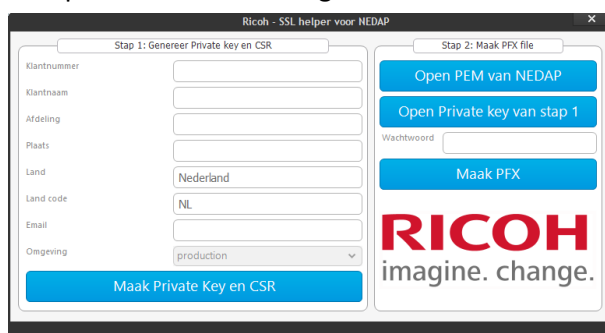 Ricoh - SSL helper voor NEDAP
Stap 1: Genereer Private key en CSR
Klantnummer
Klantnaam
Afdeling
Plaats
Land
Nederland
Land code
NL
Email
Omgeving
production
Maak Private Key en CSR
Stap 2: Maak PFX file
Open PEM van NEDAP
Open Private key van stap 1
Wachtwoord
Maak PFX
RICOH
imagine. change.